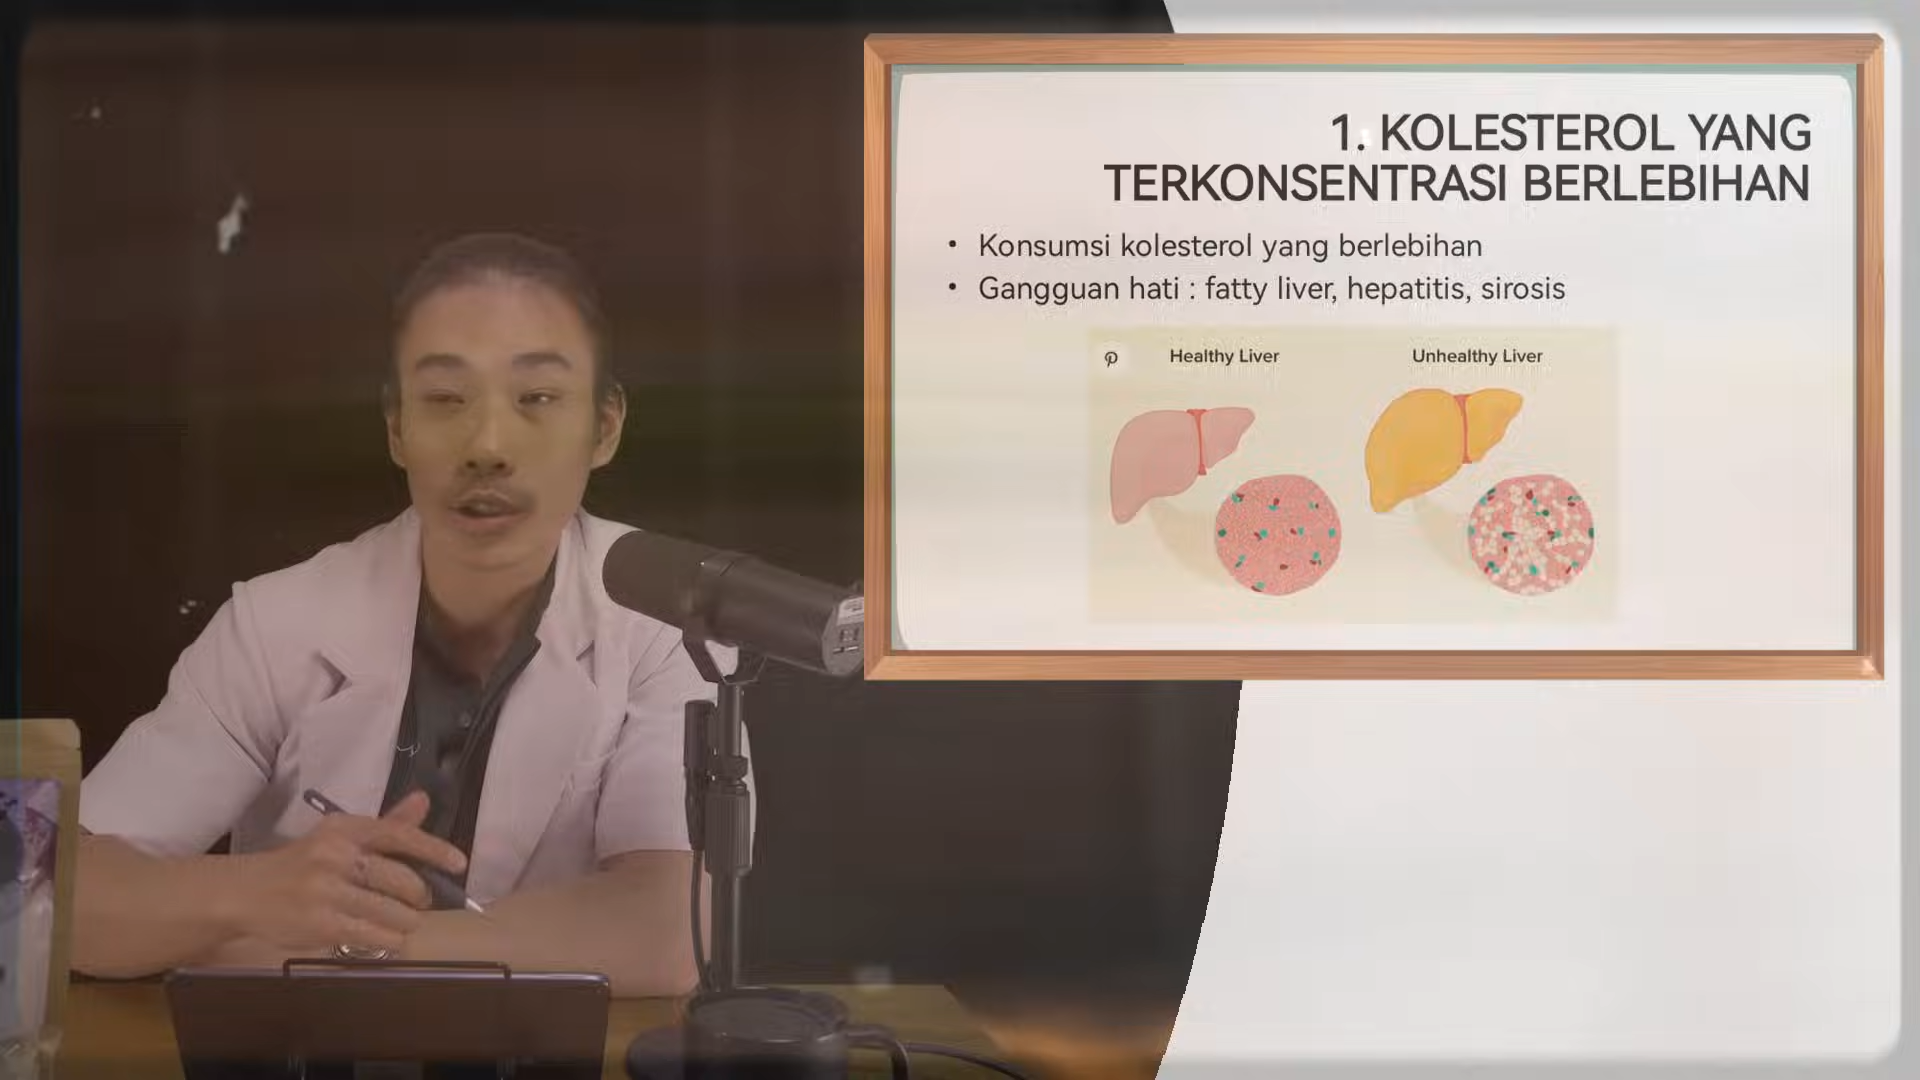 1. KOLESTEROL YANG
TERKONSENTRASI BERLEBIHAN
• Konsumsi kolesterol yang berlebihan
• Gangguan hati : fatty liver, hepatitis, sirosis
Healthy Liver
Unhealthy Liver